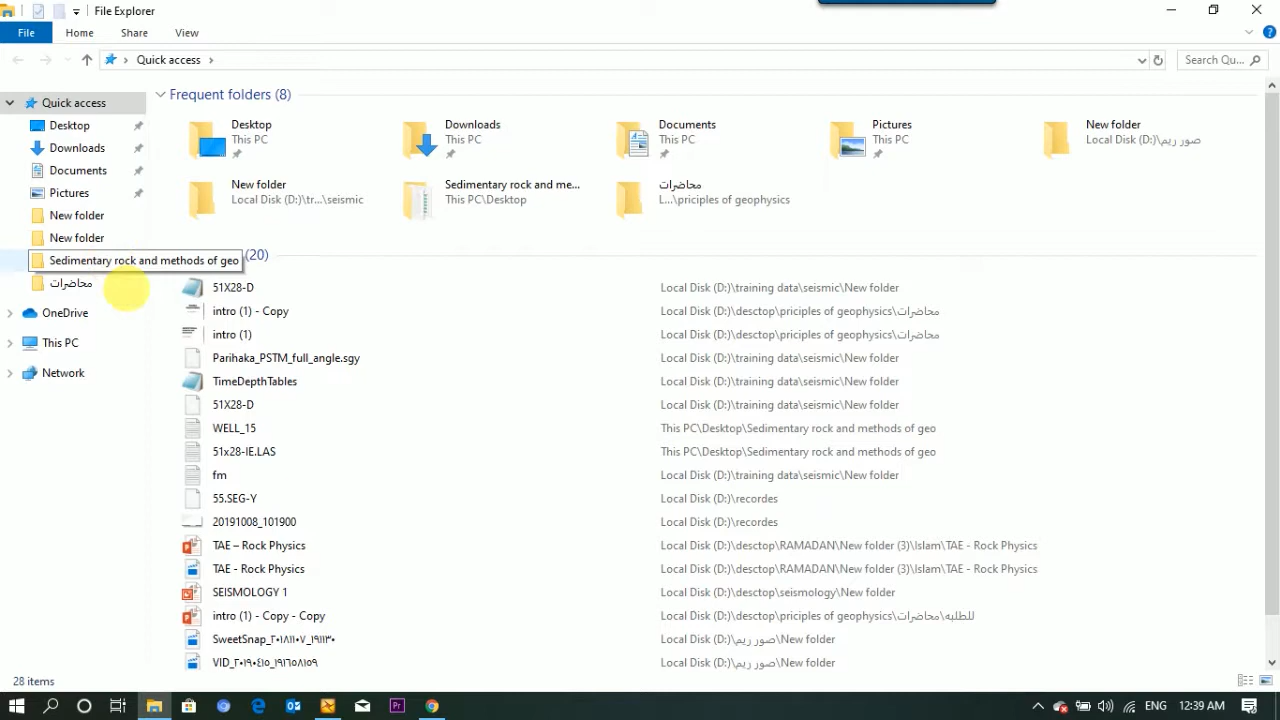 File Explorer
File Home Share View
Quick access
Search Qu...
Quick access
Desktop
Downloads
Documents
Pictures
New folder
New folder
Sedimentary rock and methods of geo
محاضرات
OneDrive
This PC
Network
Frequent folders (8)
Desktop
This PC
Downloads
This PC
Documents
This PC
Pictures
This PC
New folder
Local Disk (D:)\صور ريم
New folder
Local Disk (D:)\tr...\seismic
Sedimentary rock and me...
This PC\Desktop
محاضرات
L...\priciples of geophysics
(20)
51X28-D Local Disk (D:)\training data\seismic\New folder
intro (1) - Copy Local Disk (D:)\desctop\priciples of geophysics\محاضرات
intro (1) Local Disk (D:)\desctop\priciples of geophysics\محاضرات
Parihaka_PSTM_full_angle.sgy Local Disk (D:)\training data\seismic\New folder
TimeDepthTables Local Disk (D:)\training data\seismic\New folder
51X28-D Local Disk (D:)\training data\seismic\New folder
WELL_15 This PC\Desktop\Sedimentary rock and methods of geo
51x28-IE.LAS This PC\Desktop\Sedimentary rock and methods of geo
fm Local Disk (D:)\training data\seismic\New folder
55.SEG-Y Local Disk (D:)\recordes
20191008_101900 Local Disk (D:)\recordes
TAE – Rock Physics Local Disk (D:)\desctop\RAMADAN\New folder (3)\Islam\TAE - Rock Physics
TAE - Rock Physics Local Disk (D:)\desctop\RAMADAN\New folder (3)\Islam\TAE - Rock Physics
SEISMOLOGY 1 Local Disk (D:)\desctop\seismology\New folder
intro (1) - Copy - Copy Local Disk (D:)\desctop\priciples of geophysics\محاضرات\للطلبه
Local Disk (D:)\صور ريم\New folder
Local Disk (D:)\صور ريم\New folder
28 items
Pr
ENG 12:39 AM